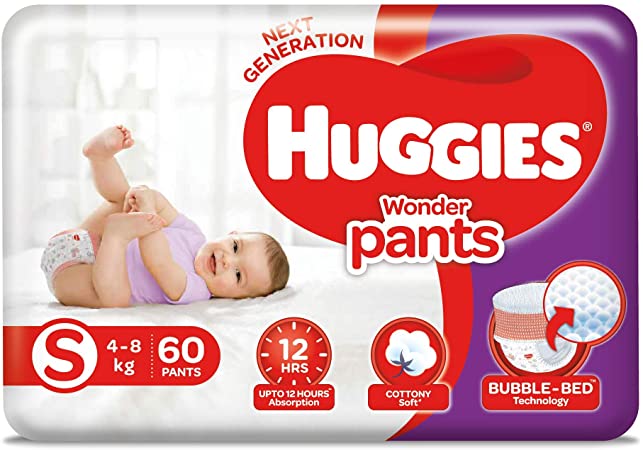 NEXT
GENERATION
HUGGIES®
Wonder
pants
S
4-8
kg
60
PANTS
12
HRS
UPTO 12 HOURS*
Absorption
COTTONY
Soft*
BUBBLE-BED™
Technology